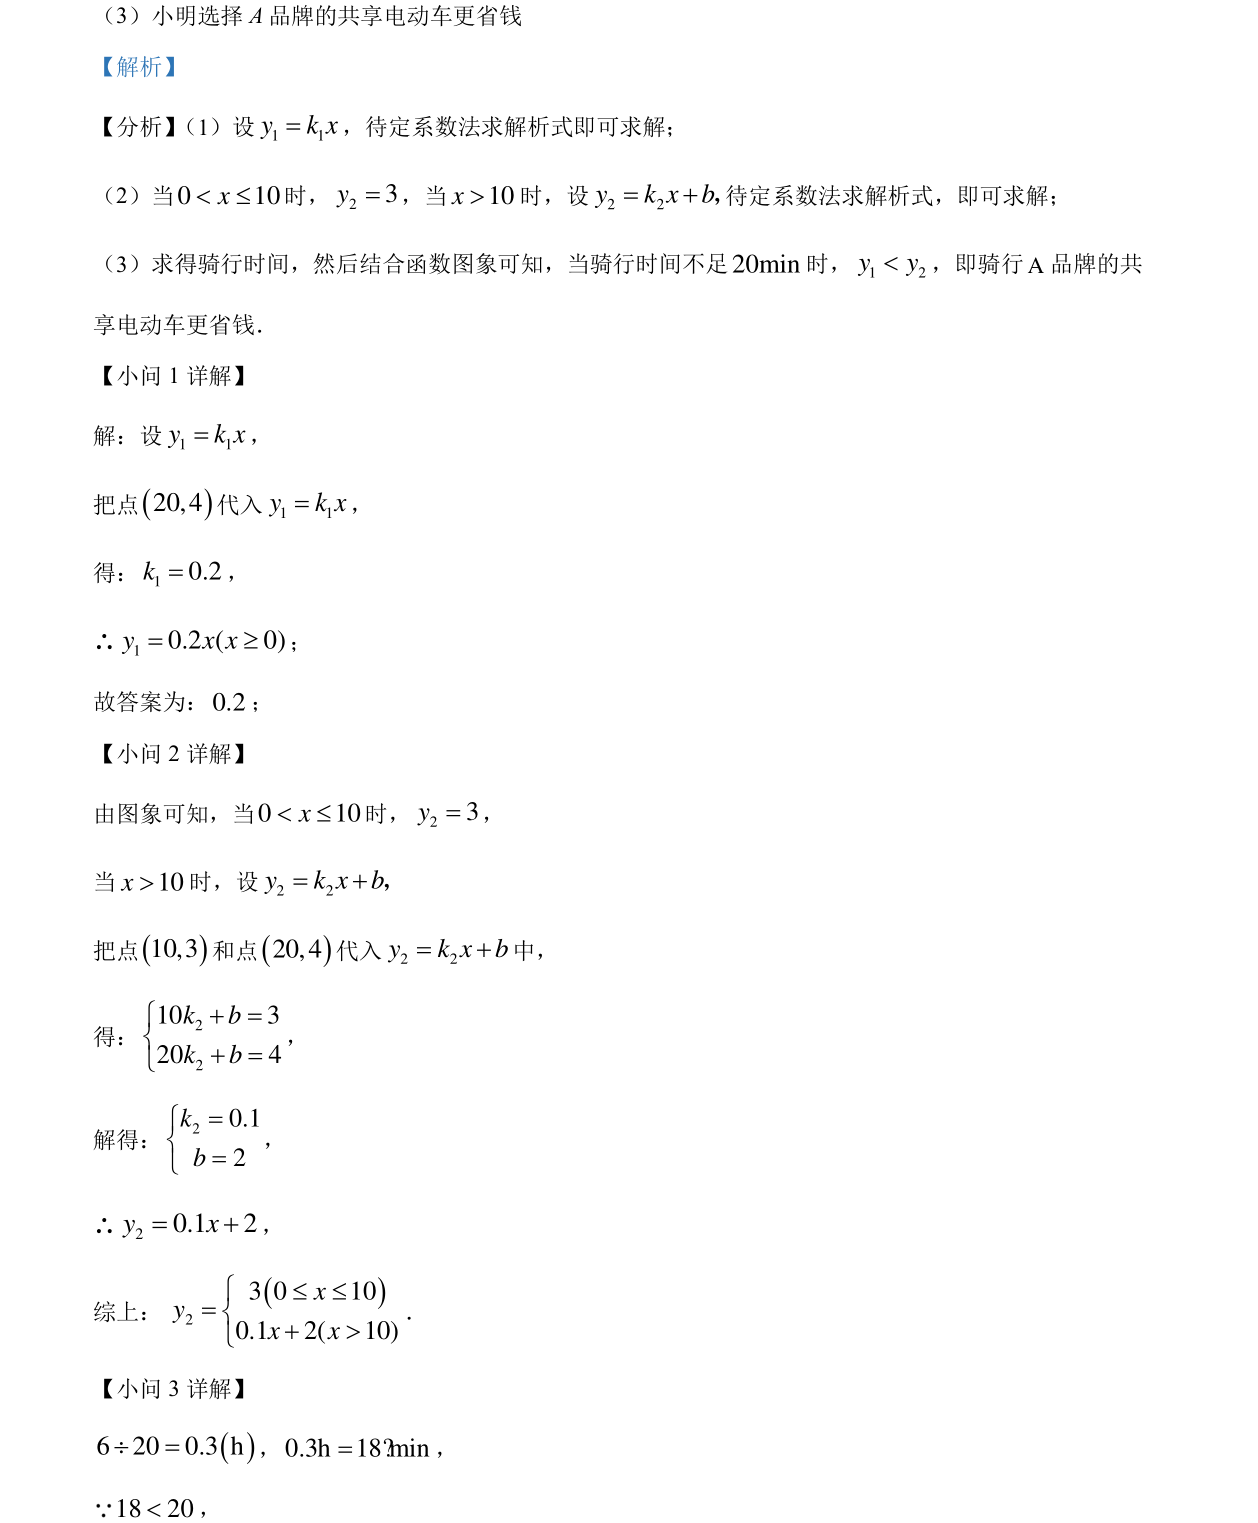 （3）小明选择 A 品牌的共享电动车更省钱
【解析】
【分析】（1）设 y₁ = k₁x，待定系数法求解析式即可求解；
（2）当 0 < x ≤ 10 时， y₂ = 3，当 x > 10 时，设 y₂ = k₂x + b, 待定系数法求解析式，即可求解；
（3）求得骑行时间，然后结合函数图象可知，当骑行时间不足 20min 时， y₁ < y₂，即骑行 A 品牌的共
享电动车更省钱．
【小问 1 详解】
解：设 y₁ = k₁x，
把点 (20,4) 代入 y₁ = k₁x，
得： k₁ = 0.2，
∴ y₁ = 0.2x(x ≥ 0)；
故答案为： 0.2；
【小问 2 详解】
由图象可知，当 0 < x ≤ 10 时， y₂ = 3，
当 x > 10 时，设 y₂ = k₂x + b,
把点 (10,3) 和点 (20,4) 代入 y₂ = k₂x + b 中，
得： { 10k₂ + b = 3
20k₂ + b = 4 ，
解得： { k₂ = 0.1
b = 2 ，
∴ y₂ = 0.1x + 2，
综上： y₂ = { 3(0 ≤ x ≤ 10)
0.1x + 2(x > 10) ．
【小问 3 详解】
6 ÷ 20 = 0.3(h)，0.3h = 18?min，
∵ 18 < 20，